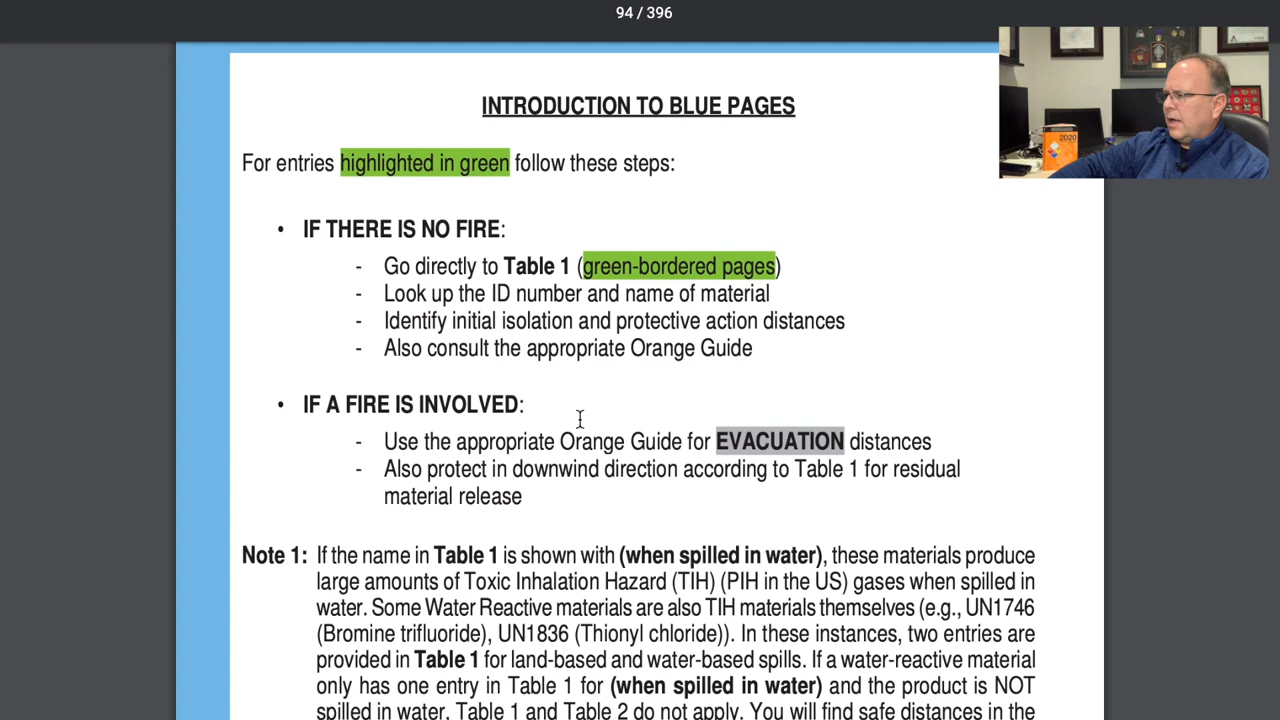 94 / 396
INTRODUCTION TO BLUE PAGES
For entries highlighted in green follow these steps:
• IF THERE IS NO FIRE:
- Go directly to Table 1 (green-bordered pages)
- Look up the ID number and name of material
- Identify initial isolation and protective action distances
- Also consult the appropriate Orange Guide
• IF A FIRE IS INVOLVED:
- Use the appropriate Orange Guide for EVACUATION distances
- Also protect in downwind direction according to Table 1 for residual
material release
Note 1: If the name in Table 1 is shown with (when spilled in water), these materials produce
large amounts of Toxic Inhalation Hazard (TIH) (PIH in the US) gases when spilled in
water. Some Water Reactive materials are also TIH materials themselves (e.g., UN1746
(Bromine trifluoride), UN1836 (Thionyl chloride)). In these instances, two entries are
provided in Table 1 for land-based and water-based spills. If a water-reactive material
only has one entry in Table 1 for (when spilled in water) and the product is NOT
spilled in water, Table 1 and Table 2 do not apply. You will find safe distances in the
2020